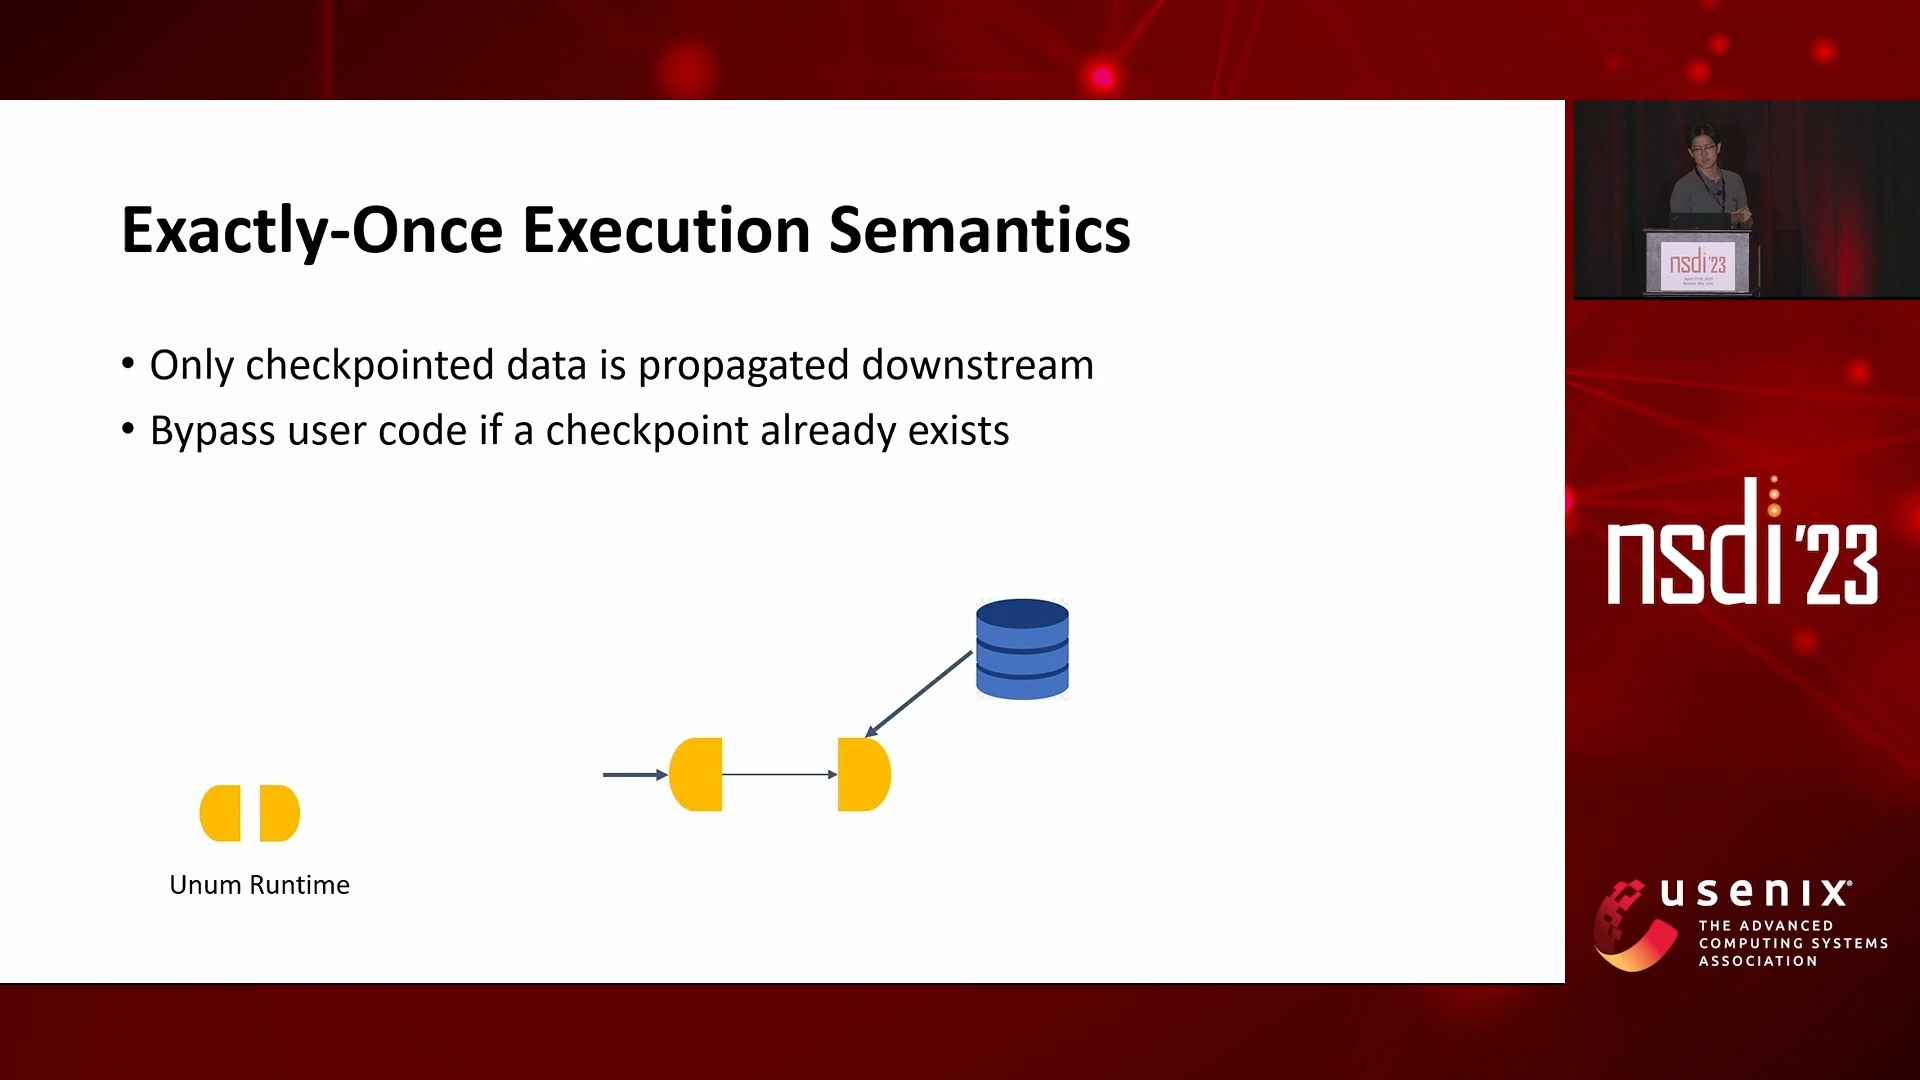 Exactly-Once Execution Semantics
• Only checkpointed data is propagated downstream
• Bypass user code if a checkpoint already exists
Unum Runtime
nsdi '23
nsdi '23
usenix®
THE ADVANCED
COMPUTING SYSTEMS
ASSOCIATION